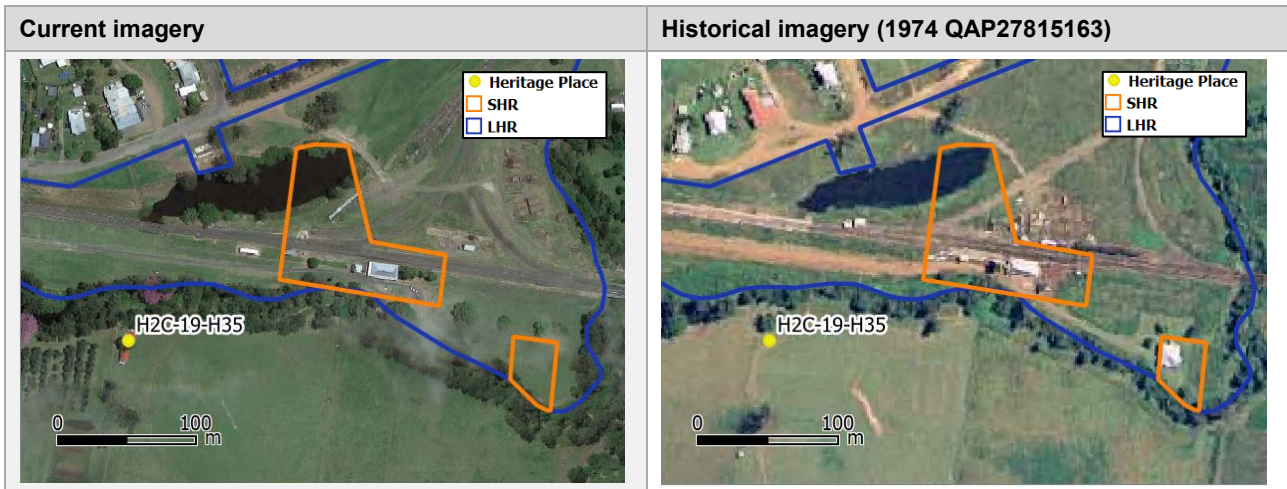 Current imagery
Historical imagery (1974 QAP27815163)
Heritage Place
SHR
LHR
H2C-19-H35
0 100
m
Heritage Place
SHR
LHR
H2C-19-H35
0 100
m